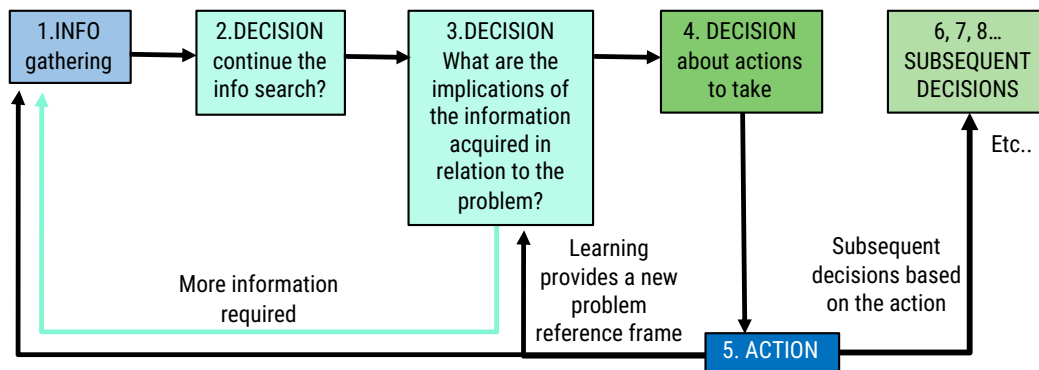 1.INFO
gathering
2.DECISION
continue the
info search?
3.DECISION
What are the
implications of
the information
acquired in
relation to the
problem?
4. DECISION
about actions
to take
6, 7, 8...
SUBSEQUENT
DECISIONS
Etc..
More information
required
Learning
provides a new
problem
reference frame
Subsequent
decisions based
on the action
5. ACTION